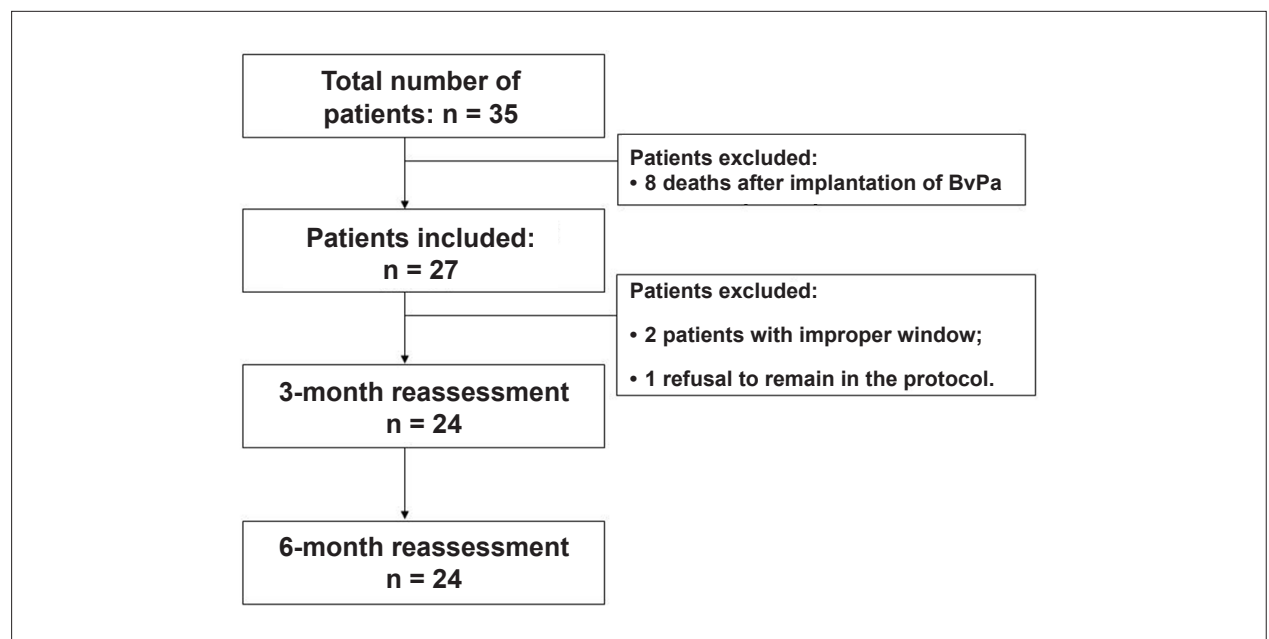 Total number of
patients: n = 35
Patients excluded:
• 8 deaths after implantation of BvPa
Patients included:
n = 27
Patients excluded:
• 2 patients with improper window;
• 1 refusal to remain in the protocol.
3-month reassessment
n = 24
6-month reassessment
n = 24